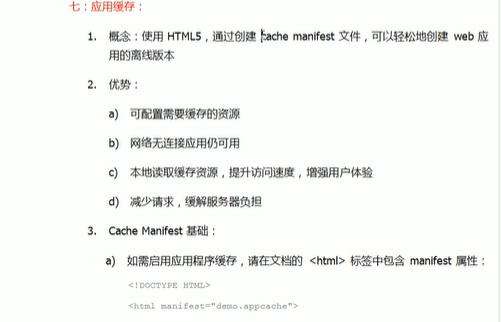 七：应用缓存：
1. 概念：使用 HTML5，通过创建 cache manifest 文件，可以轻松地创建 web 应
用的离线版本
2. 优势：
a) 可配置需要缓存的资源
b) 网络无连接应用仍可用
c) 本地读取缓存资源，提升访问速度，增强用户体验
d) 减少请求，缓解服务器负担
3. Cache Manifest 基础：
a) 如需启用应用程序缓存，请在文档的 <html> 标签中包含 manifest 属性：
<!DOCTYPE HTML>
<html manifest="demo.appcache">